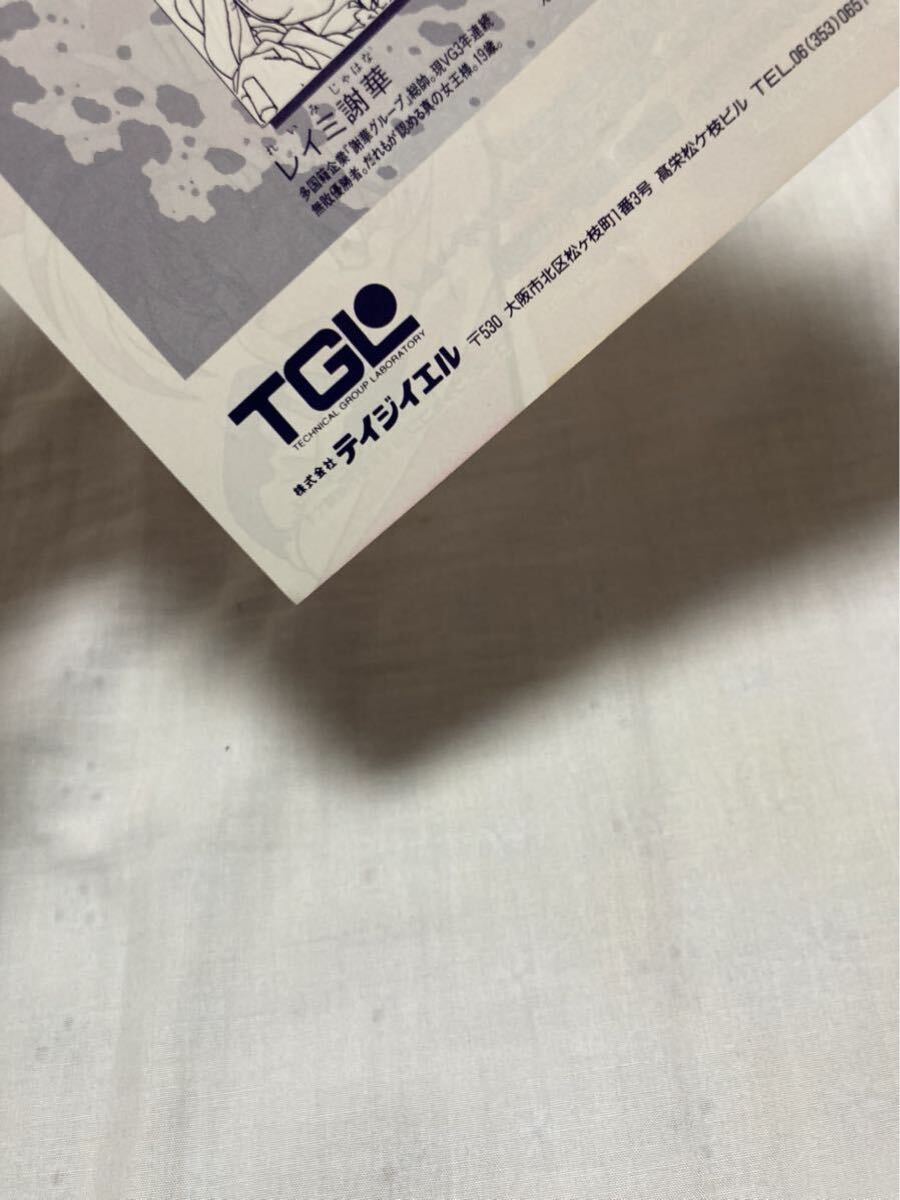 れいみ じゃはな
レイミ謝華
多国籍企業「謝華グループ」総帥。現VG3年連続
無敗優勝者。だれもが認める真の女王様。19歳。
TGL
TECHNICAL GROUP LABORATORY
株式会社 テイジイエル 〒530 大阪市北区松ヶ枝町1番3号 高栄松ケ枝ビル TEL.06(353)065